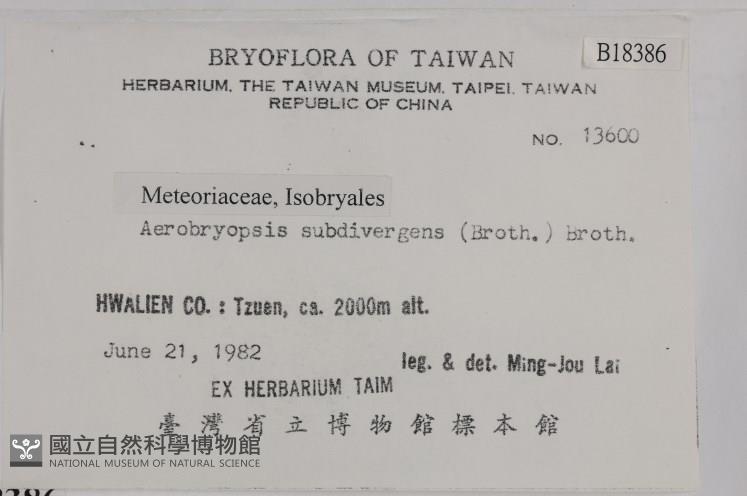 BRYOFLORA OF TAIWAN
B18386
HERBARIUM, THE TAIWAN MUSEUM, TAIPEI, TAIWAN
REPUBLIC OF CHINA
NO. 13600
Meteoriaceae, Isobryales
Aerobryopsis subdivergens (Broth.) Broth.
HWALIEN CO. : Tzuen, ca. 2000m alt.
June 21, 1982
leg. & det. Ming-Jou Lai
EX HERBARIUM TAIM
臺灣省立博物館標本館
國立自然科學博物館
NATIONAL MUSEUM OF NATURAL SCIENCE